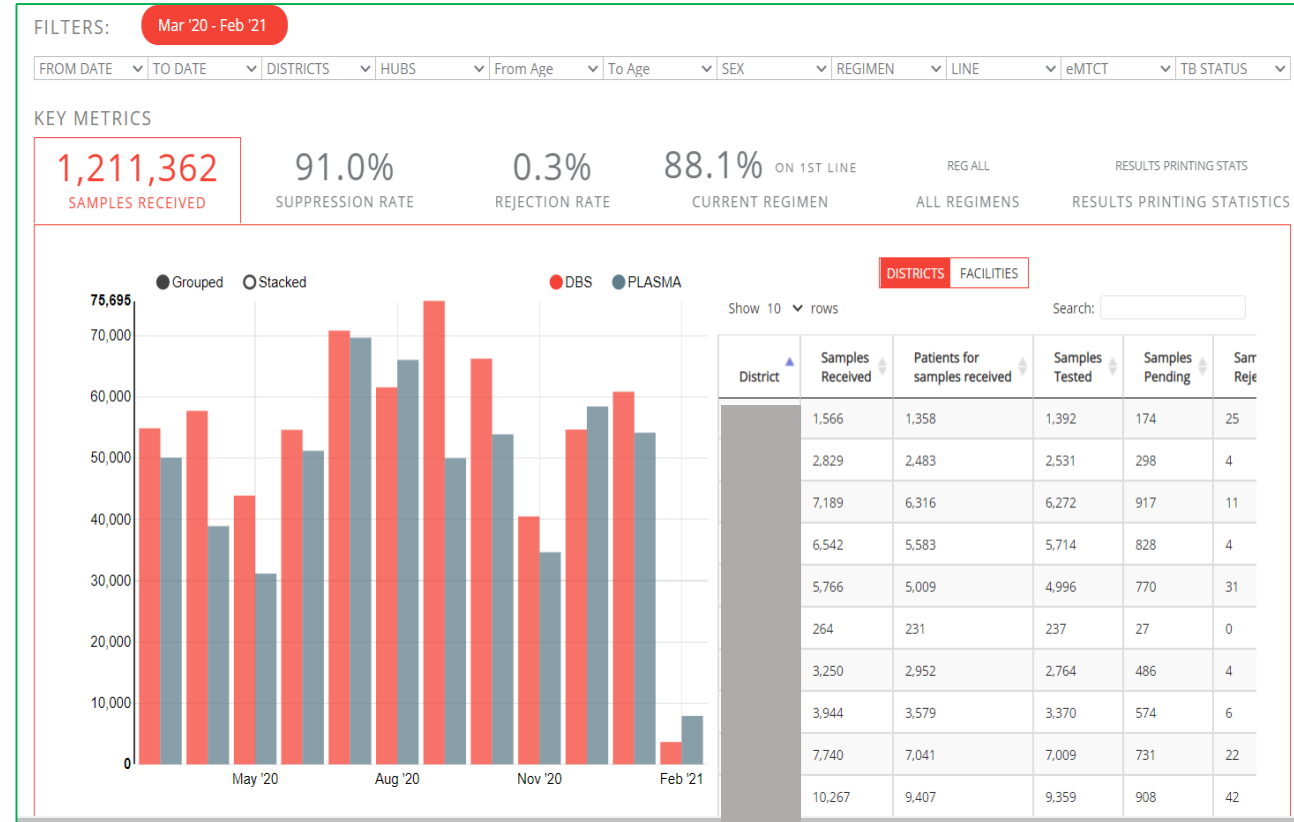 FILTERS:
Mar '20 - Feb '21
FROM DATE TO DATE DISTRICTS HUBS From Age To Age SEX REGIMEN LINE eMTCT TB STATUS
KEY METRICS
1,211,362 91.0% 0.3% 88.1% ON 1ST LINE REG ALL RESULTS PRINTING STATS
SAMPLES RECEIVED SUPPRESSION RATE REJECTION RATE CURRENT REGIMEN ALL REGIMENS RESULTS PRINTING STATISTICS
Grouped Stacked DBS PLASMA
75,695
70,000
60,000
50,000
40,000
30,000
20,000
10,000
0
May '20 Aug '20 Nov '20 Feb '21
DISTRICTS FACILITIES
Show 10 rows Search:
District Samples Received Patients for samples received Samples Tested Samples Pending Sam Reje
1,566 1,358 1,392 174 25
2,829 2,483 2,531 298 4
7,189 6,316 6,272 917 11
6,542 5,583 5,714 828 4
5,766 5,009 4,996 770 31
264 231 237 27 0
3,250 2,952 2,764 486 4
3,944 3,579 3,370 574 6
7,740 7,041 7,009 731 22
10,267 9,407 9,359 908 42